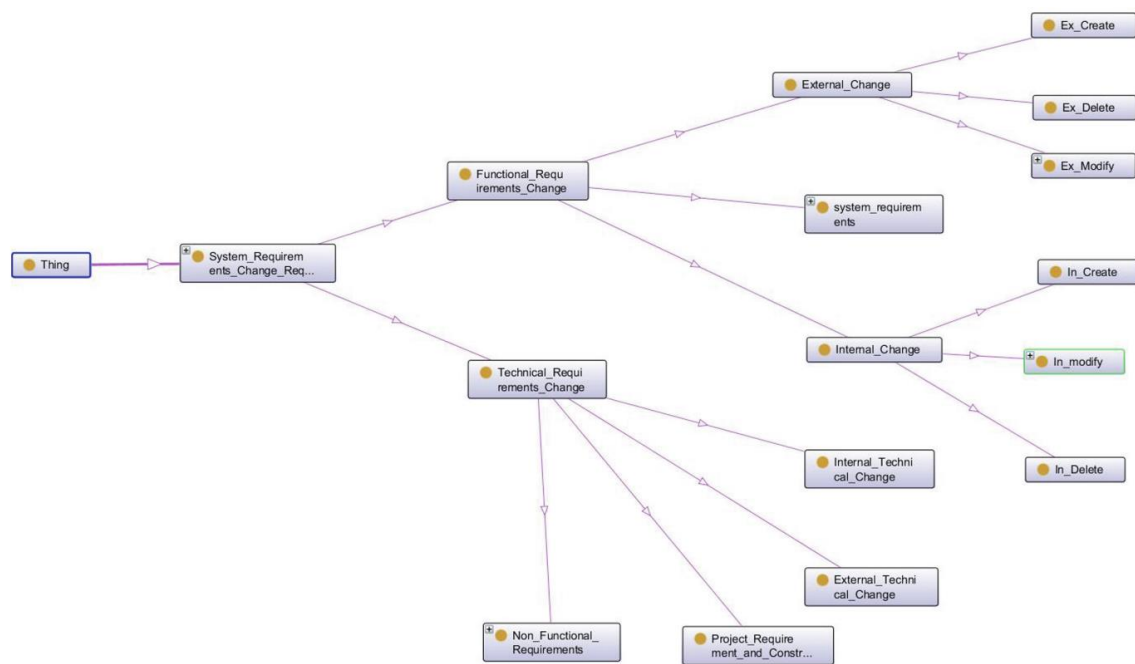 Ex_Create
External_Change
Ex_Delete
Ex_Modify
Functional_Requ
irements_Change
system_requirem
ents
Thing
System_Requirem
ents_Change_Req...
In_Create
Internal_Change
In_modify
Technical_Requi
rements_Change
Internal_Techni
cal_Change
In_Delete
External_Techni
cal_Change
Non_Functional_
Requirements
Project_Require
ment_and_Constr...